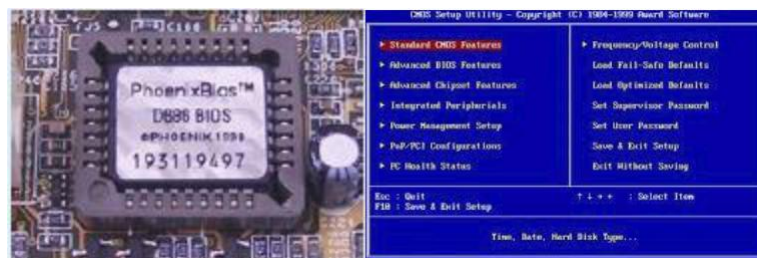 PhoenixBios™
D686 BIOS
©PHOENIX 1998
193119497
CMOS Setup Utility - Copyright (C) 1984-1999 Award Software
▶ Standard CMOS Features
▶ Advanced BIOS Features
▶ Advanced Chipset Features
▶ Integrated Peripherials
▶ Power Management Setup
▶ PnP/PCI Configurations
▶ PC Health Status
▶ Frequency/Voltage Control
Load Fail-Safe Defaults
Load Optimized Defaults
Set Supervisor Password
Set User Password
Save & Exit Setup
Exit Without Saving
Esc : Quit
F10 : Save & Exit Setup
↑ ↓ → ← : Select Item
Time, Date, Hard Disk Type...